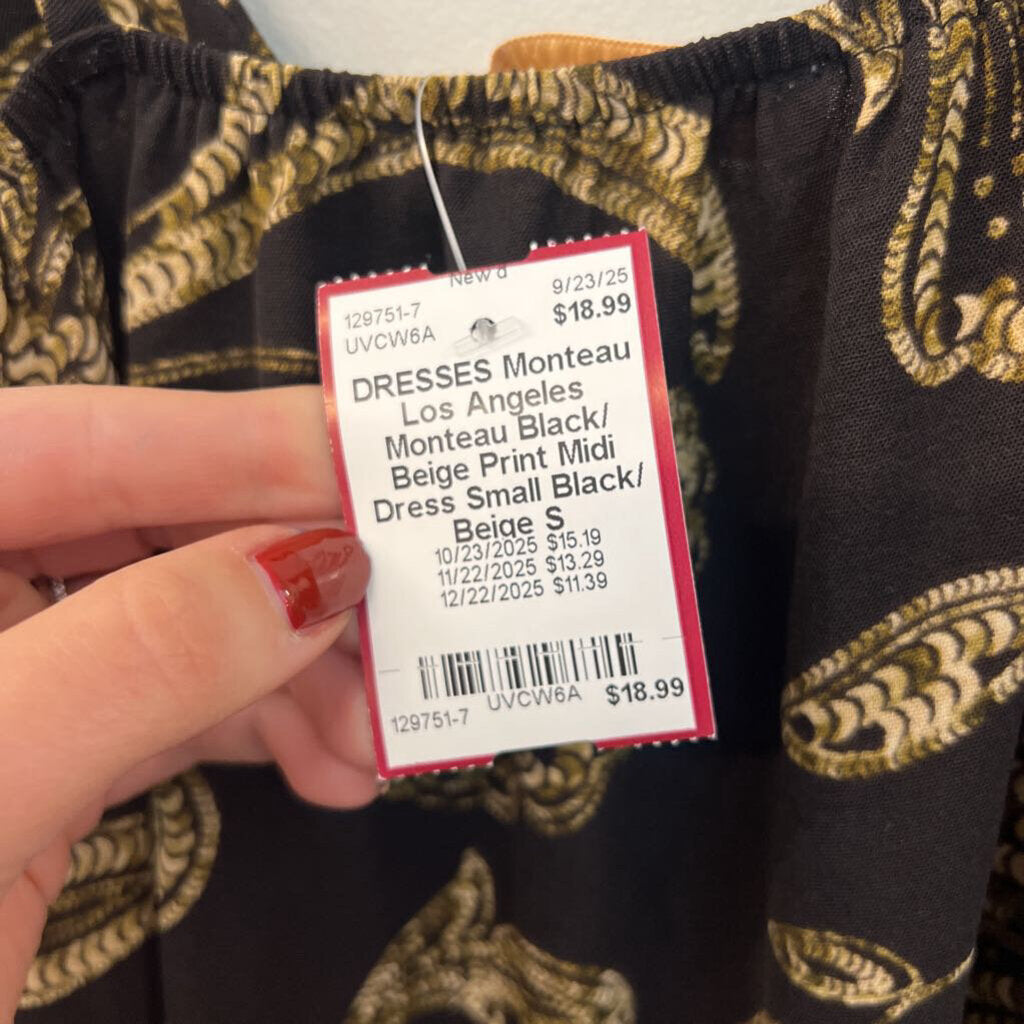 New
9/23/25
129751-7
$18.99
UVCW6A
DRESSES Monteau
Los Angeles
Monteau Black/
Beige Print Midi
Dress Small Black/
Beige S
10/23/2025 $15.19
11/22/2025 $13.29
12/22/2025 $11.39
UVCW6A
$18.99
129751-7